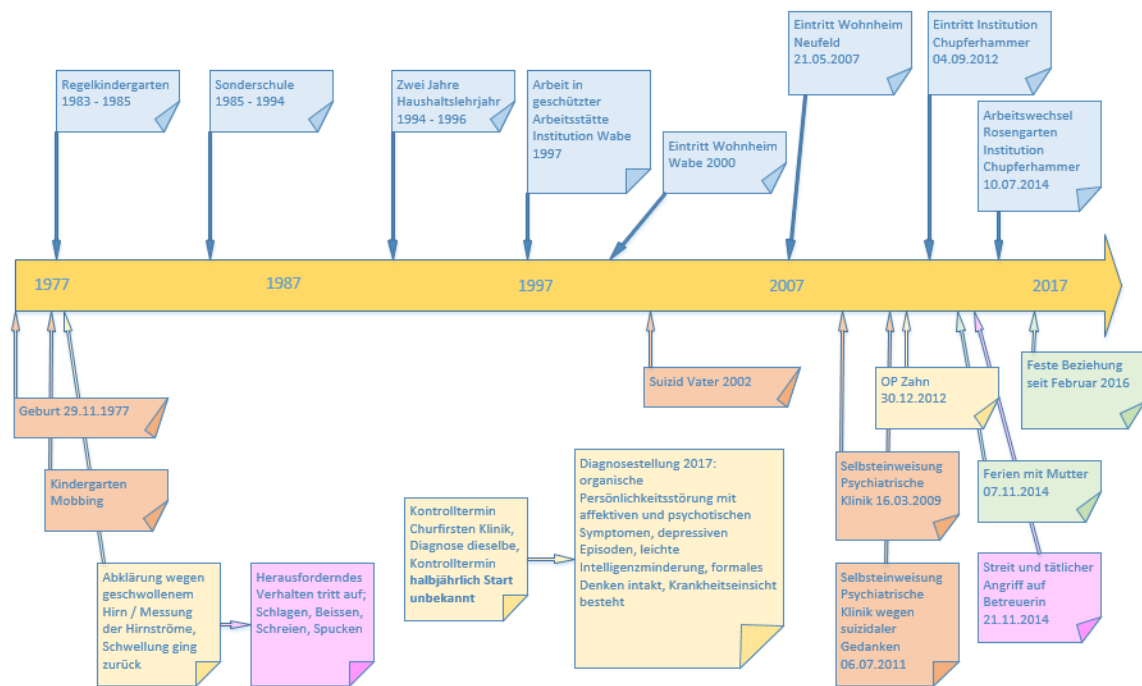 Regelkindergarten
1983 - 1985
Sonderschule
1985 - 1994
Zwei Jahre
Haushaltslehrjahr
1994 - 1996
Arbeit in
geschützter
Arbeitsstätte
Institution Wabe
1997
Eintritt Wohnheim
Wabe 2000
Eintritt Wohnheim
Neufeld
21.05.2007
Eintritt Institution
Chupferhammer
04.09.2012
Arbeitswechsel
Rosengarten
Institution
Chupferhammer
10.07.2014
1977
1987
1997
2007
2017
Geburt 29.11.1977
Kindergarten
Mobbing
Abklärung wegen
geschwollenem
Hirn / Messung
der Hirnströme,
Schwellung ging
zurück
Herausforderndes
Verhalten tritt auf;
Schlagen, Beissen,
Schreien, Spucken
Kontrolltermin
Churfirsten Klinik,
Diagnose dieselbe,
Kontrolltermin
halbjährlich Start
unbekannt
Diagnosestellung 2017:
organische
Persönlichkeitsstörung mit
affektiven und psychotischen
Symptomen, depressiven
Episoden, leichte
Intelligenzminderung, formales
Denken intakt, Krankheitseinsicht
besteht
Suizid Vater 2002
Selbsteinweisung
Psychiatrische
Klinik 16.03.2009
Selbsteinweisung
Psychiatrische
Klinik wegen
suizidaler
Gedanken
06.07.2011
OP Zahn
30.12.2012
Ferien mit Mutter
07.11.2014
Streit und tätlicher
Angriff auf
Betreuerin
21.11.2014
Feste Beziehung
seit Februar 2016